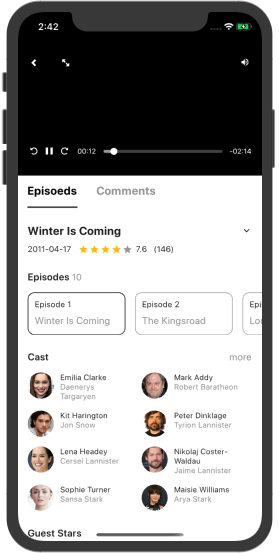 2:42
00:12
-02:14
Episoeds Comments
Winter Is Coming
2011-04-17 7.6 (146)
Episodes 10
Episode 1 Episode 2 Epi
Winter Is Coming The Kingsroad Lor
Cast more
Emilia Clarke Mark Addy
Daenerys Robert Baratheon
Targaryen
Kit Harington Peter Dinklage
Jon Snow Tyrion Lannister
Lena Headey Nikolaj Coster-
Cersei Lannister Waldau
Jaime Lannister
Sophie Turner Maisie Williams
Sansa Stark Arya Stark
Guest Stars